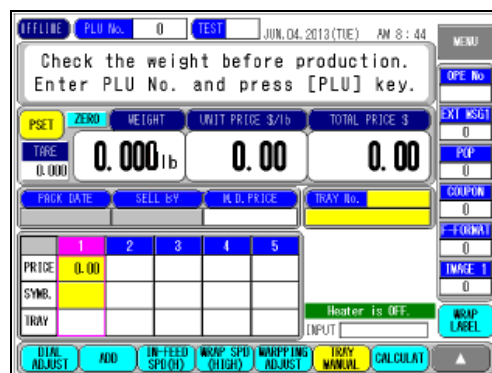 OFFLINE PLU No. 0 TEST JUN.04.2013(TUE) AM 8:44 MENU
Check the weight before production.
Enter PLU No. and press [PLU] key.
OPE No
EXT MSG1
0
PSET ZERO WEIGHT UNIT PRICE $/lb TOTAL PRICE $
TARE
0.000
0.000 lb 0.00 0.00
POP
0
COUPON
0
PACK DATE SELL BY M.D.PRICE TRAY No.
F-FORMAT
0
1 2 3 4 5
PRICE 0.00
SYMB.
TRAY
IMAGE 1
0
Heater is OFF.
INPUT
WRAP
LABEL
DIAL
ADJUST
ADD
IN-FEED
SPD(H)
WRAP SPD
(HIGH)
WARPPING
ADJUST
TRAY
MANUAL
CALCULAT